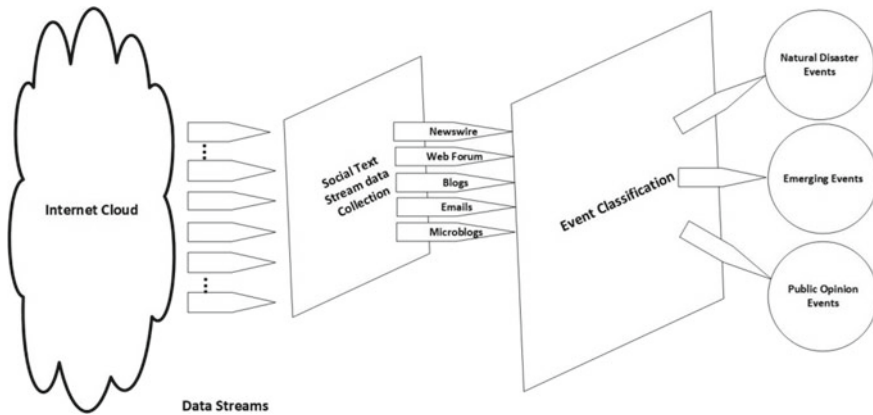 Internet Cloud
Data Streams
Social Text
Stream data
Collection
Newswire
Web Forum
Blogs
Emails
Microblogs
Event Classification
Natural Disaster
Events
Emerging Events
Public Opinion
Events